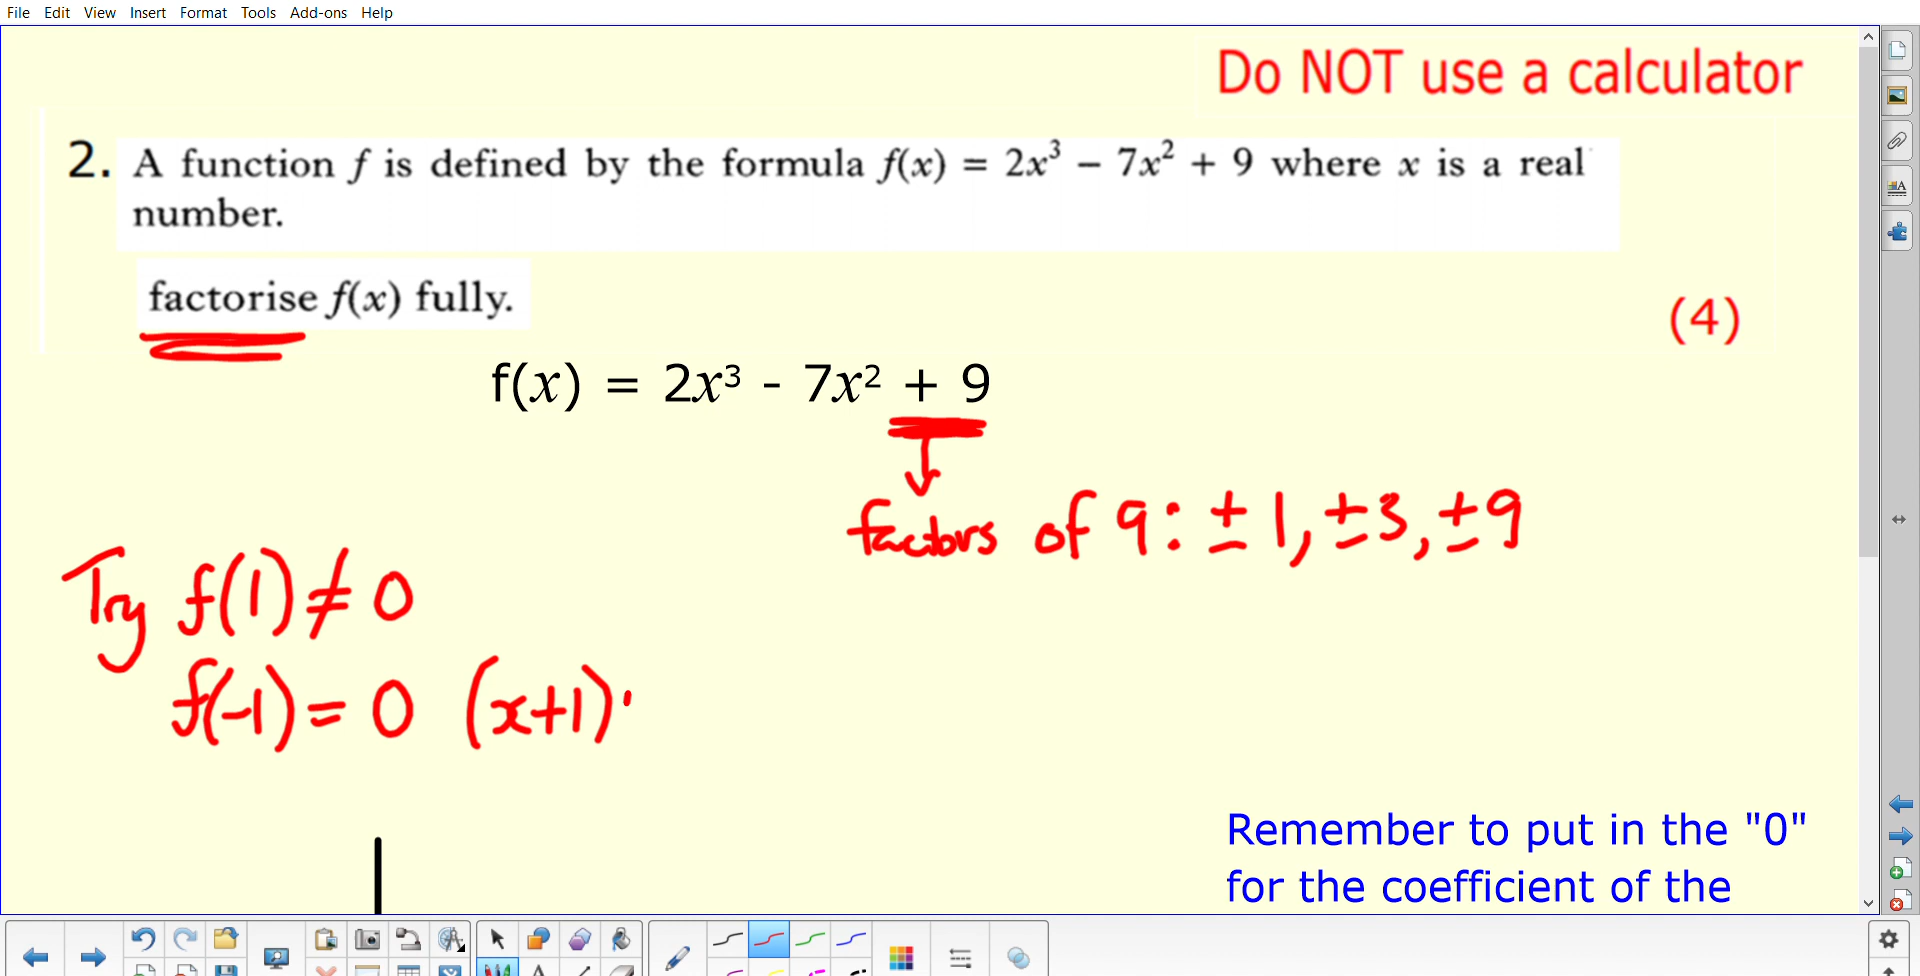 File Edit View Insert Format Tools Add-ons Help
Do NOT use a calculator
2. A function f is defined by the formula f(x) = 2x³ − 7x² + 9 where x is a real
number.
factorise f(x) fully.
(4)
f(x) = 2x³ - 7x² + 9
factors of 9: ±1, ±3, ±9
Try f(1) ≠ 0
f(-1) = 0 (x+1)
Remember to put in the "0"
for the coefficient of the